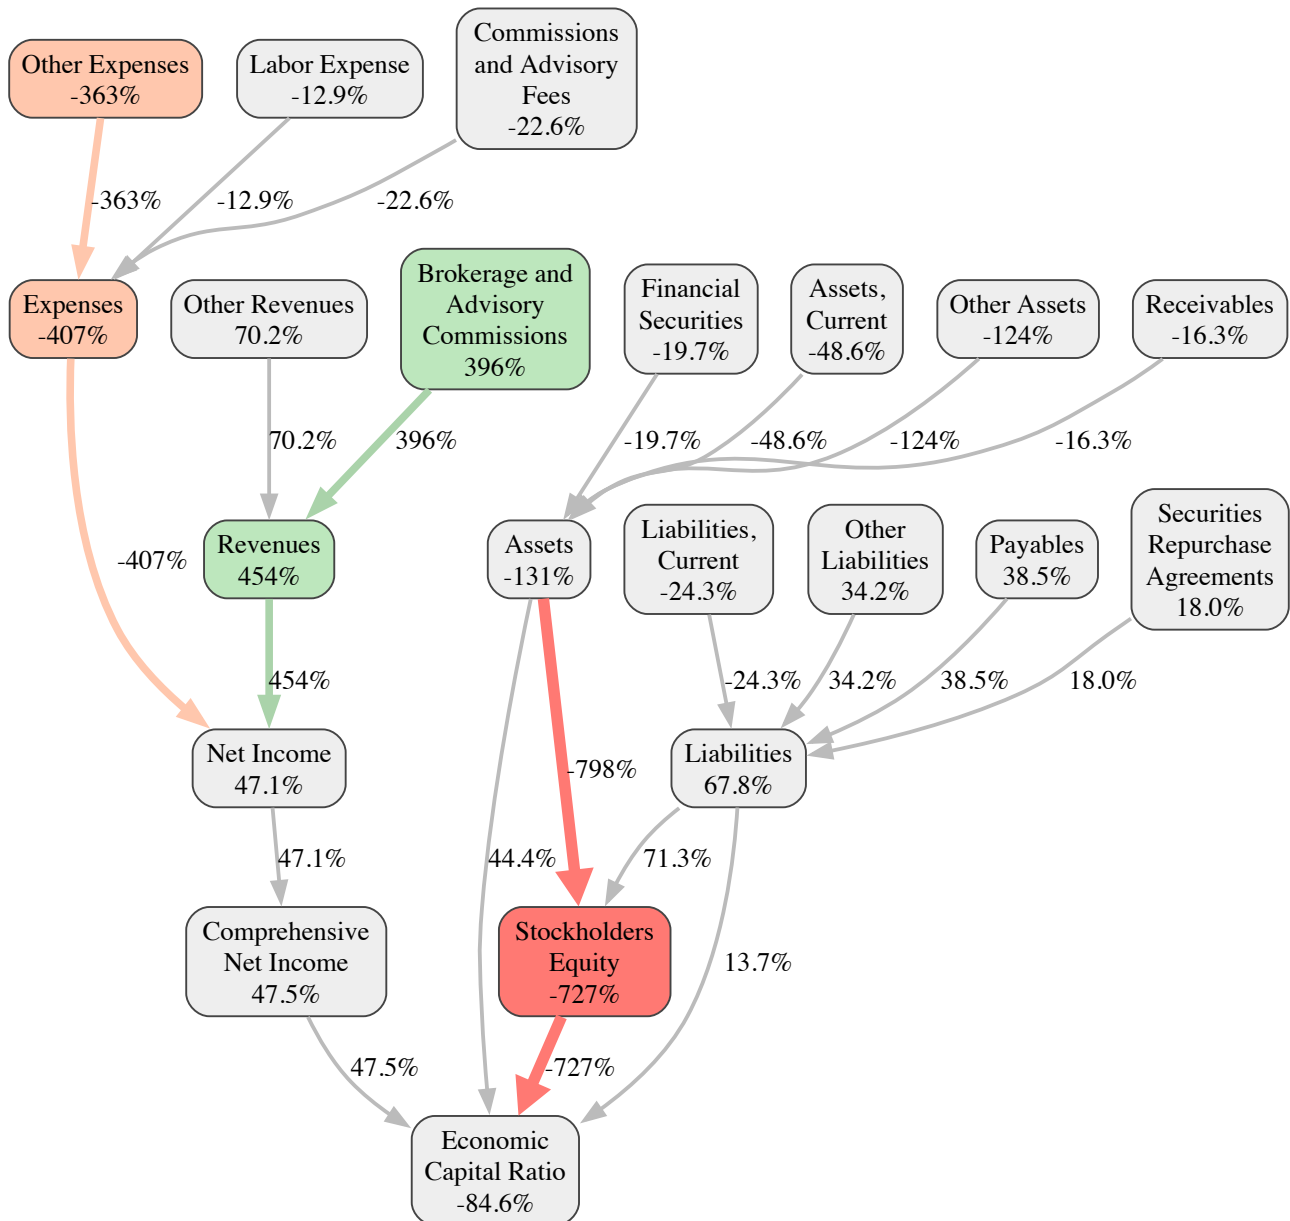 Other Expenses
-363%
Labor Expense
-12.9%
Commissions
and Advisory
Fees
-22.6%
-363%
-12.9%
-22.6%
Expenses
-407%
Other Revenues
70.2%
Brokerage and
Advisory
Commissions
396%
Financial
Securities
-19.7%
Assets,
Current
-48.6%
Other Assets
-124%
Receivables
-16.3%
70.2%
396%
-19.7%
-48.6%
-124%
-16.3%
-407%
Revenues
454%
Assets
-131%
Liabilities,
Current
-24.3%
Other
Liabilities
34.2%
Payables
38.5%
Securities
Repurchase
Agreements
18.0%
454%
-24.3%
34.2%
38.5%
18.0%
Net Income
47.1%
-798%
Liabilities
67.8%
47.1%
44.4%
71.3%
Comprehensive
Net Income
47.5%
Stockholders
Equity
-727%
13.7%
47.5%
-727%
Economic
Capital Ratio
-84.6%